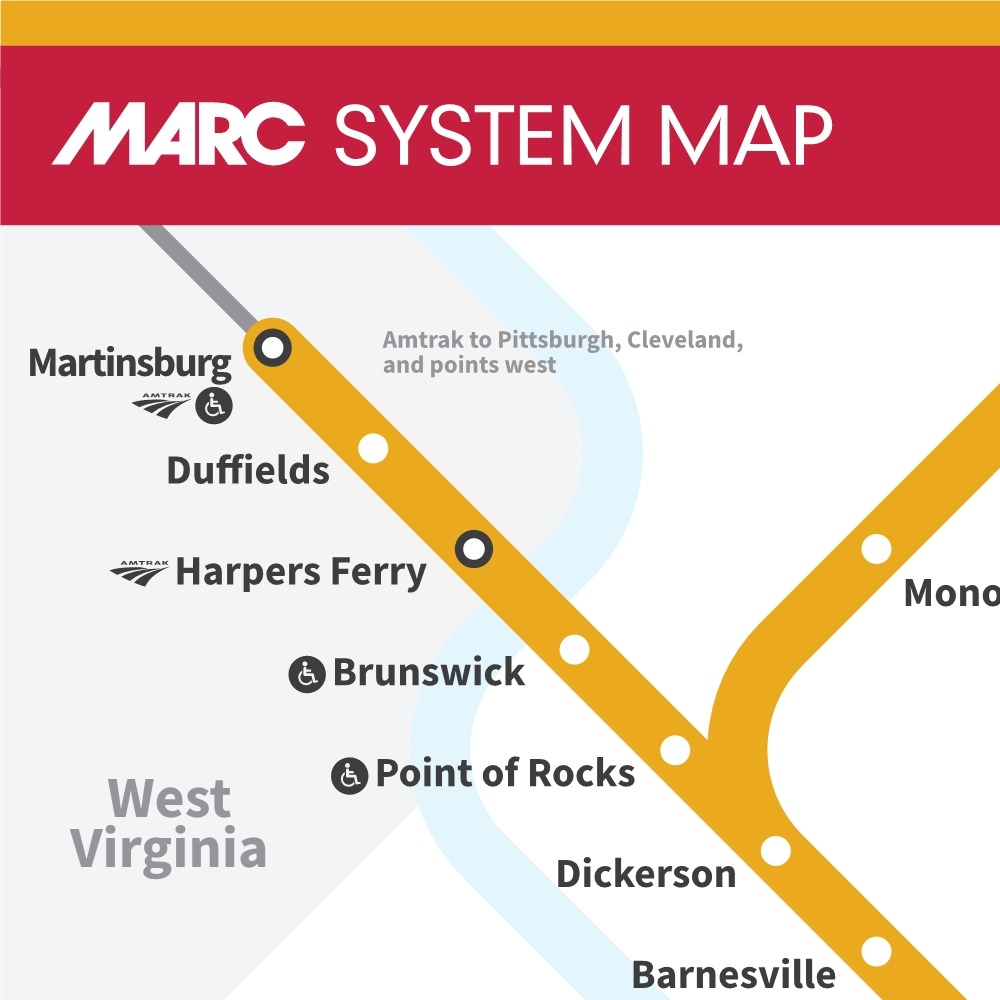 MARC SYSTEM MAP
Amtrak to Pittsburgh, Cleveland,
and points west
Martinsburg
AMTRAK
Duffields
AMTRAK
Harpers Ferry
Mono
Brunswick
Point of Rocks
West
Virginia
Dickerson
Barnesville